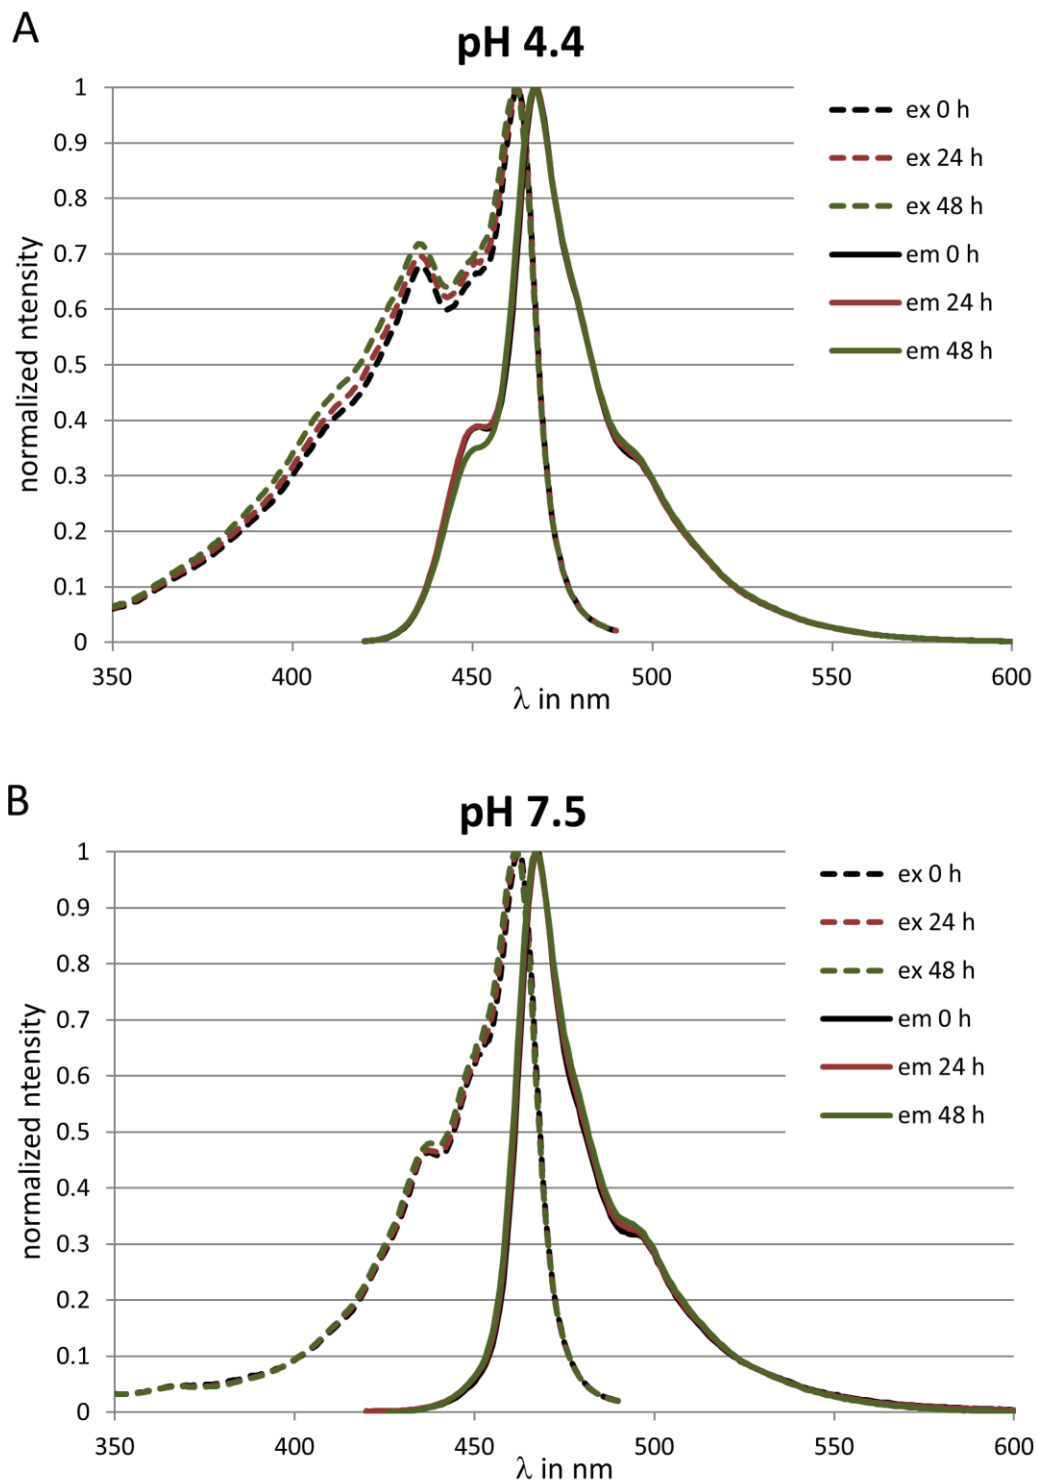 A
pH 4.4
1
0.9
0.8
0.7
0.6
0.5
0.4
0.3
0.2
0.1
0
normalized ntensity
350 400 450 500 550 600
λ in nm
ex 0 h
ex 24 h
ex 48 h
em 0 h
em 24 h
em 48 h
B
pH 7.5
1
0.9
0.8
0.7
0.6
0.5
0.4
0.3
0.2
0.1
0
normalized ntensity
350 400 450 500 550 600
λ in nm
ex 0 h
ex 24 h
ex 48 h
em 0 h
em 24 h
em 48 h